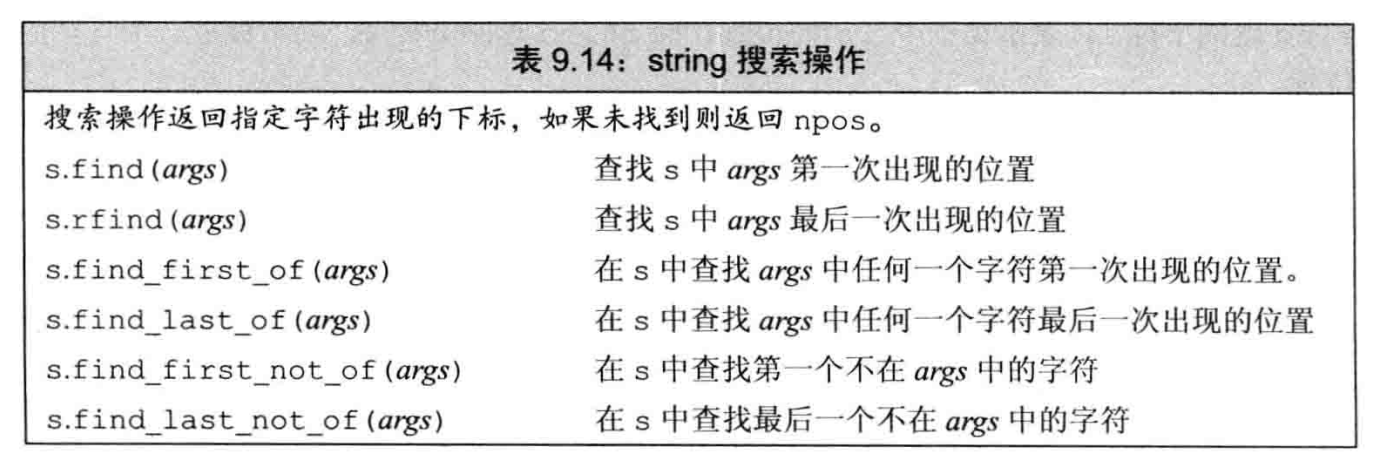 表 9.14：string 搜索操作
搜索操作返回指定字符出现的下标，如果未找到则返回 npos。
s.find(args) 查找 s 中 args 第一次出现的位置
s.rfind(args) 查找 s 中 args 最后一次出现的位置
s.find_first_of(args) 在 s 中查找 args 中任何一个字符第一次出现的位置。
s.find_last_of(args) 在 s 中查找 args 中任何一个字符最后一次出现的位置
s.find_first_not_of(args) 在 s 中查找第一个不在 args 中的字符
s.find_last_not_of(args) 在 s 中查找最后一个不在 args 中的字符